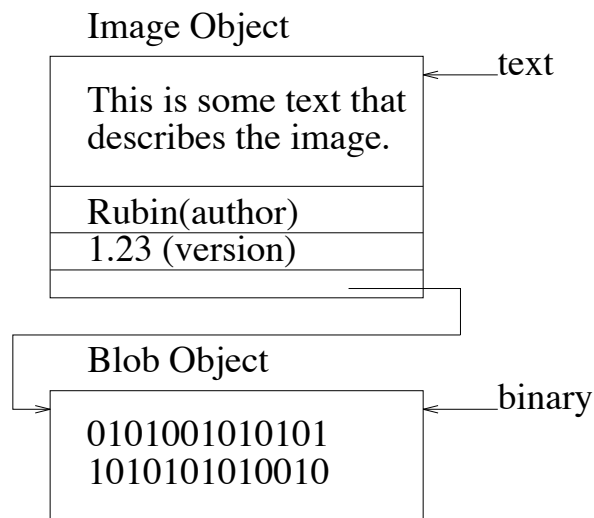 Image Object
text
This is some text that
describes the image.
Rubin(author)
1.23 (version)
Blob Object
binary
0101001010101
1010101010010